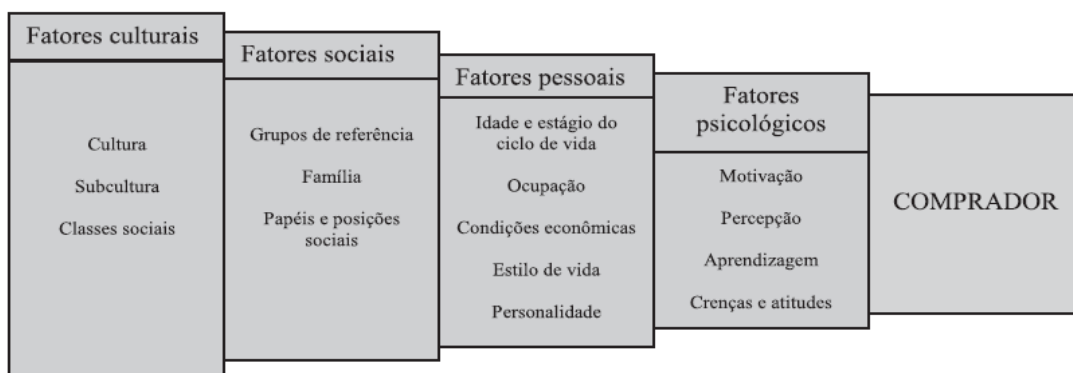 Fatores culturais
Cultura
Subcultura
Classes sociais
Fatores sociais
Grupos de referência
Família
Papéis e posições
sociais
Fatores pessoais
Idade e estágio do
ciclo de vida
Ocupação
Condições econômicas
Estilo de vida
Personalidade
Fatores
psicológicos
Motivação
Percepção
Aprendizagem
Crenças e atitudes
COMPRADOR